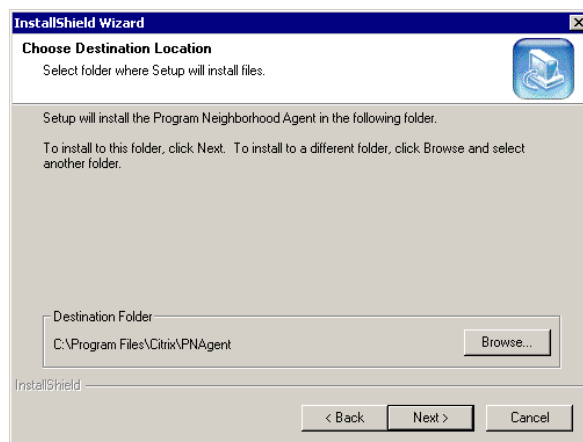 InstallShield Wizard
Choose Destination Location
Select folder where Setup will install files.
Setup will install the Program Neighborhood Agent in the following folder.
To install to this folder, click Next. To install to a different folder, click Browse and select
another folder.
Destination Folder
C:\Program Files\Citrix\PNAgent
Browse...
InstallShield
< Back
Next >
Cancel